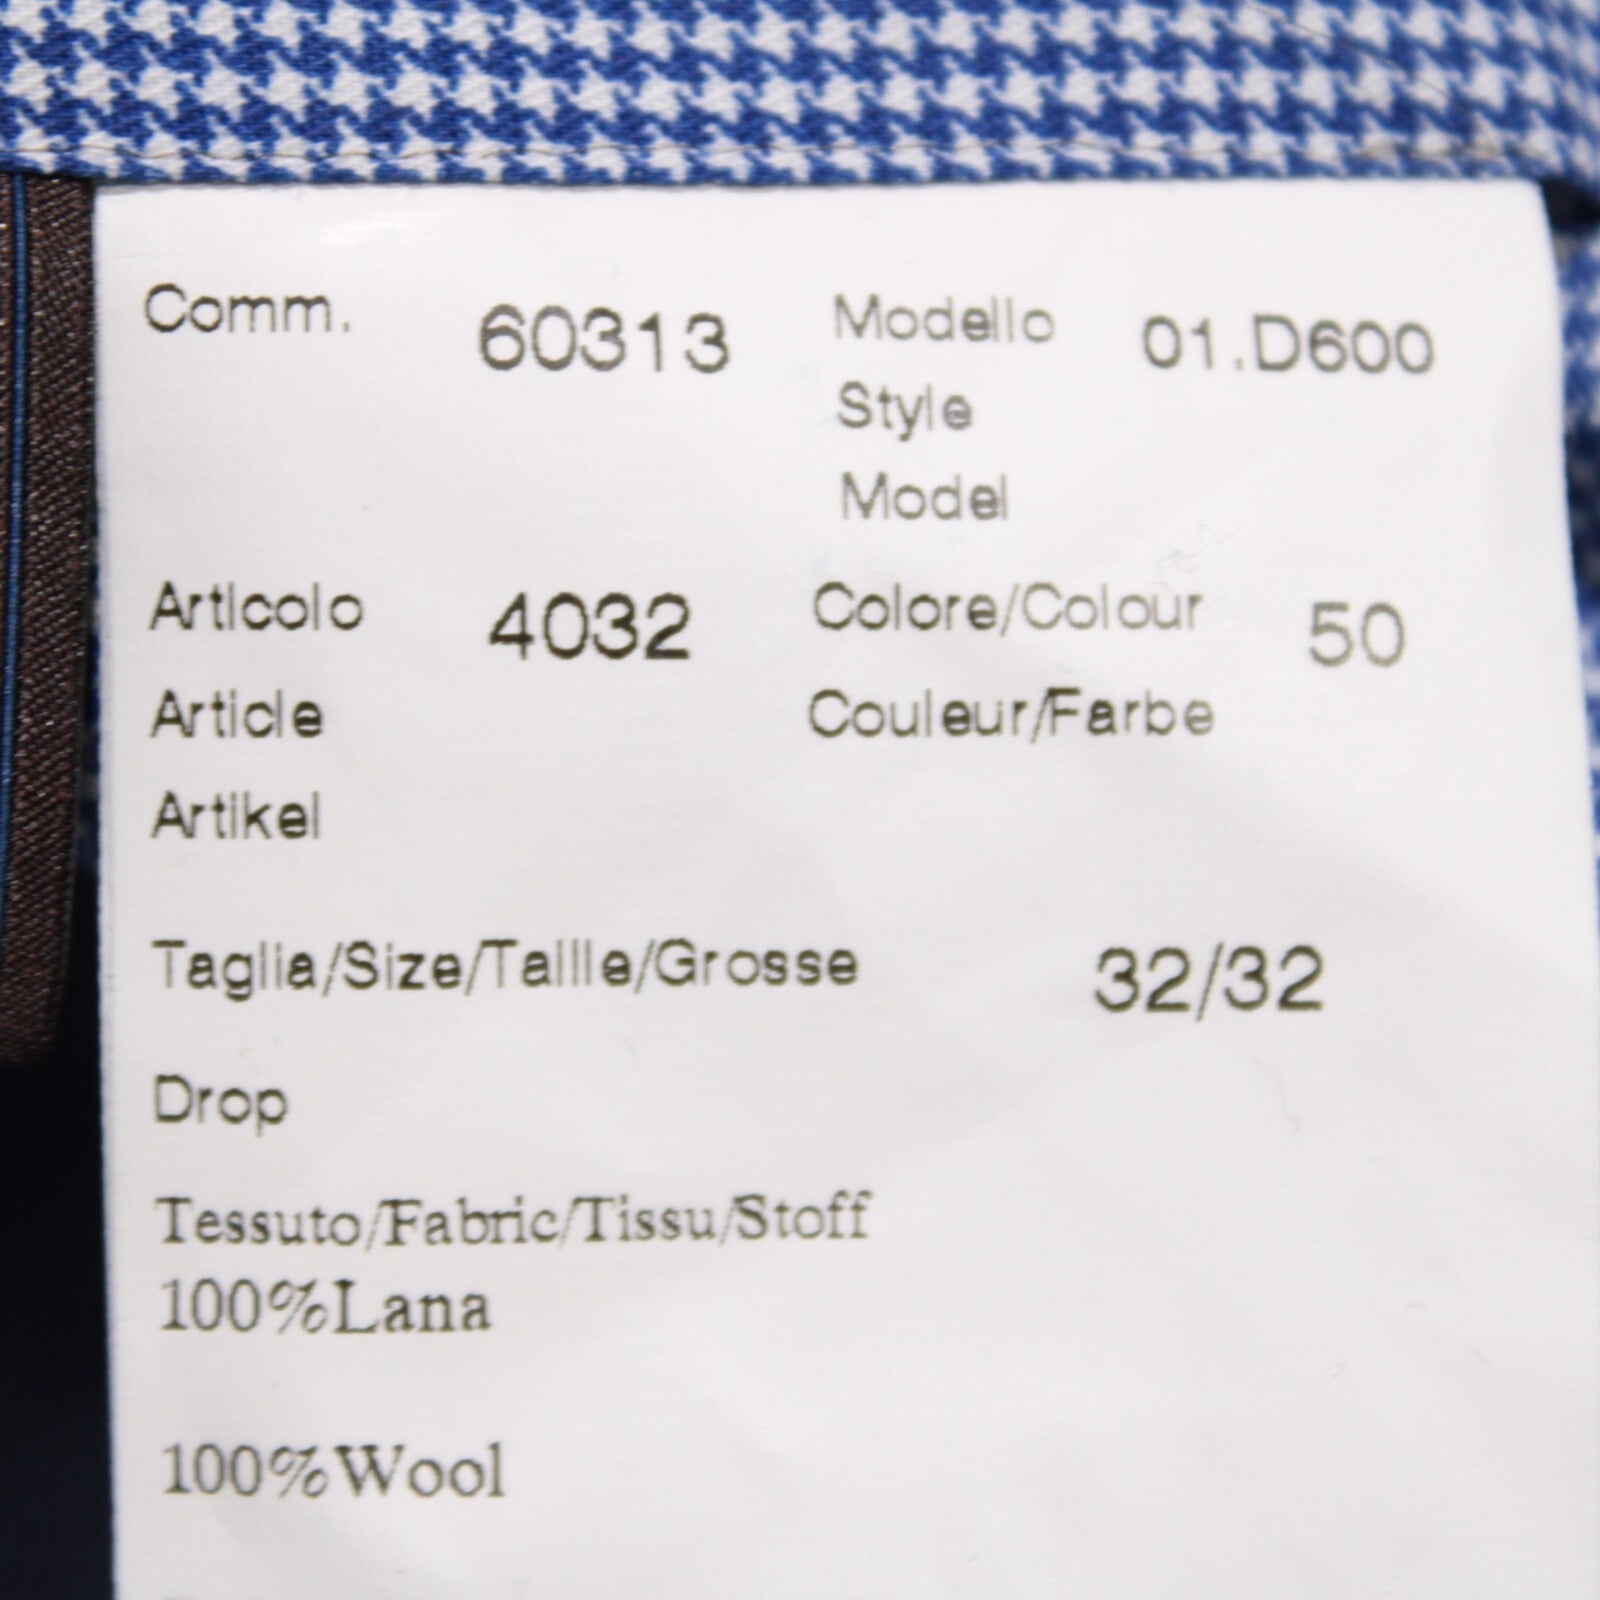 Comm. 60313 Modello 01.D600
Style
Model
Articolo 4032 Colore/Colour 50
Article Couleur/Farbe
Artikel
Taglia/Size/Taille/Grosse 32/32
Drop
Tessuto/Fabric/Tissu/Stoff
100%Lana
100%Wool